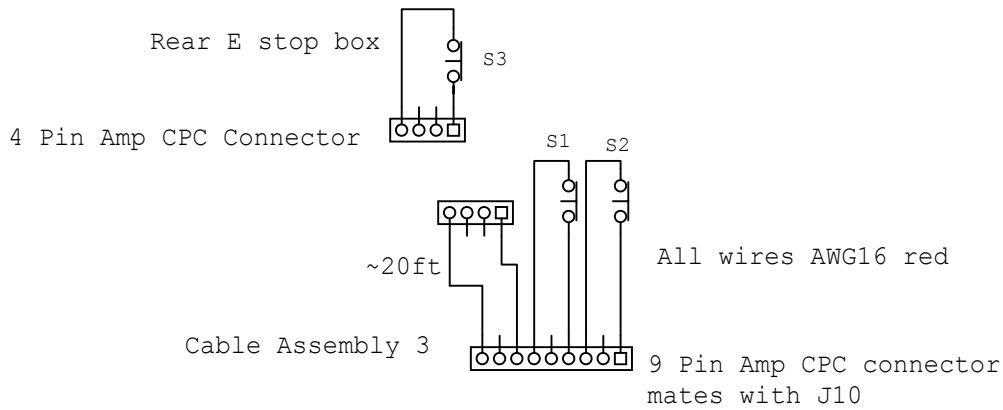 Rear E stop box
S3
4 Pin Amp CPC Connector
S1
S2
All wires AWG16 red
~20ft
Cable Assembly 3
9 Pin Amp CPC connector
mates with J10